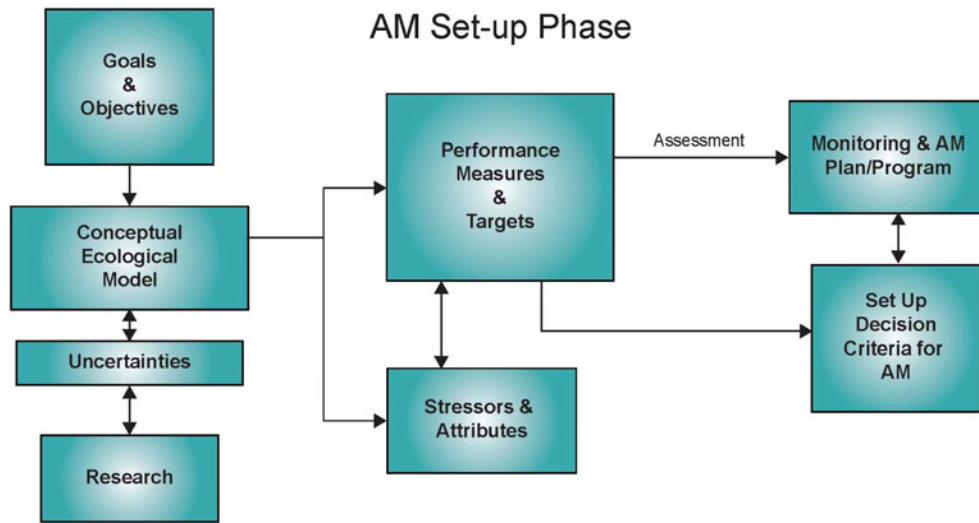 AM Set-up Phase
Goals
&
Objectives
Conceptual
Ecological
Model
Uncertainties
Research
Performance
Measures
&
Targets
Stressors &
Attributes
Assessment
Monitoring & AM
Plan/Program
Set Up
Decision
Criteria for
AM